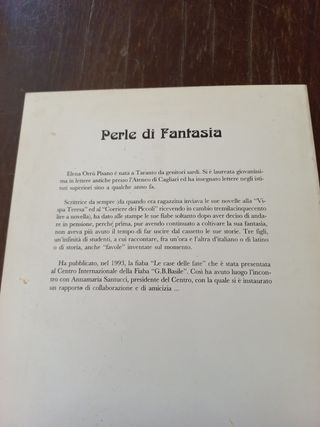 Perle di Fantasia
Elena Orrù Pisano è nata a Taranto da genitori sardi. Si è laureata giovanissi-
ma in lettere antiche presso l'Ateneo di Cagliari ed ha insegnato lettere negli isti-
tuti superiori sino a qualche anno fa.
Scrittrice da sempre (da quando era ragazzina inviava le sue novelle alla "Vi-
spa Teresa" ed al "Corriere dei Piccoli" ricevendo in cambio tremilacinquecento
lire a novella), ha dato alle stampe le sue fiabe soltanto dopo aver deciso di anda-
re in pensione, perché prima, pur avendo continuato a coltivare la sua fantasia,
non aveva più avuto il tempo di far uscire dal cassetto le sue storie. Tre figli,
un'infinità di studenti, a cui raccontare, fra un'ora e l'altra d'italiano o di latino
o di storia, anche "favole" inventate sul momento.
Ha pubblicato, nel 1993, la fiaba "Le case delle fate" che è stata presentata
al Centro Internazionale della Fiaba "G.B.Basile". Così ha avuto luogo l'incon-
tro con Annamaria Santucci, presidente del Centro, con la quale si è instaurato
un rapporto di collaborazione e di amicizia ...